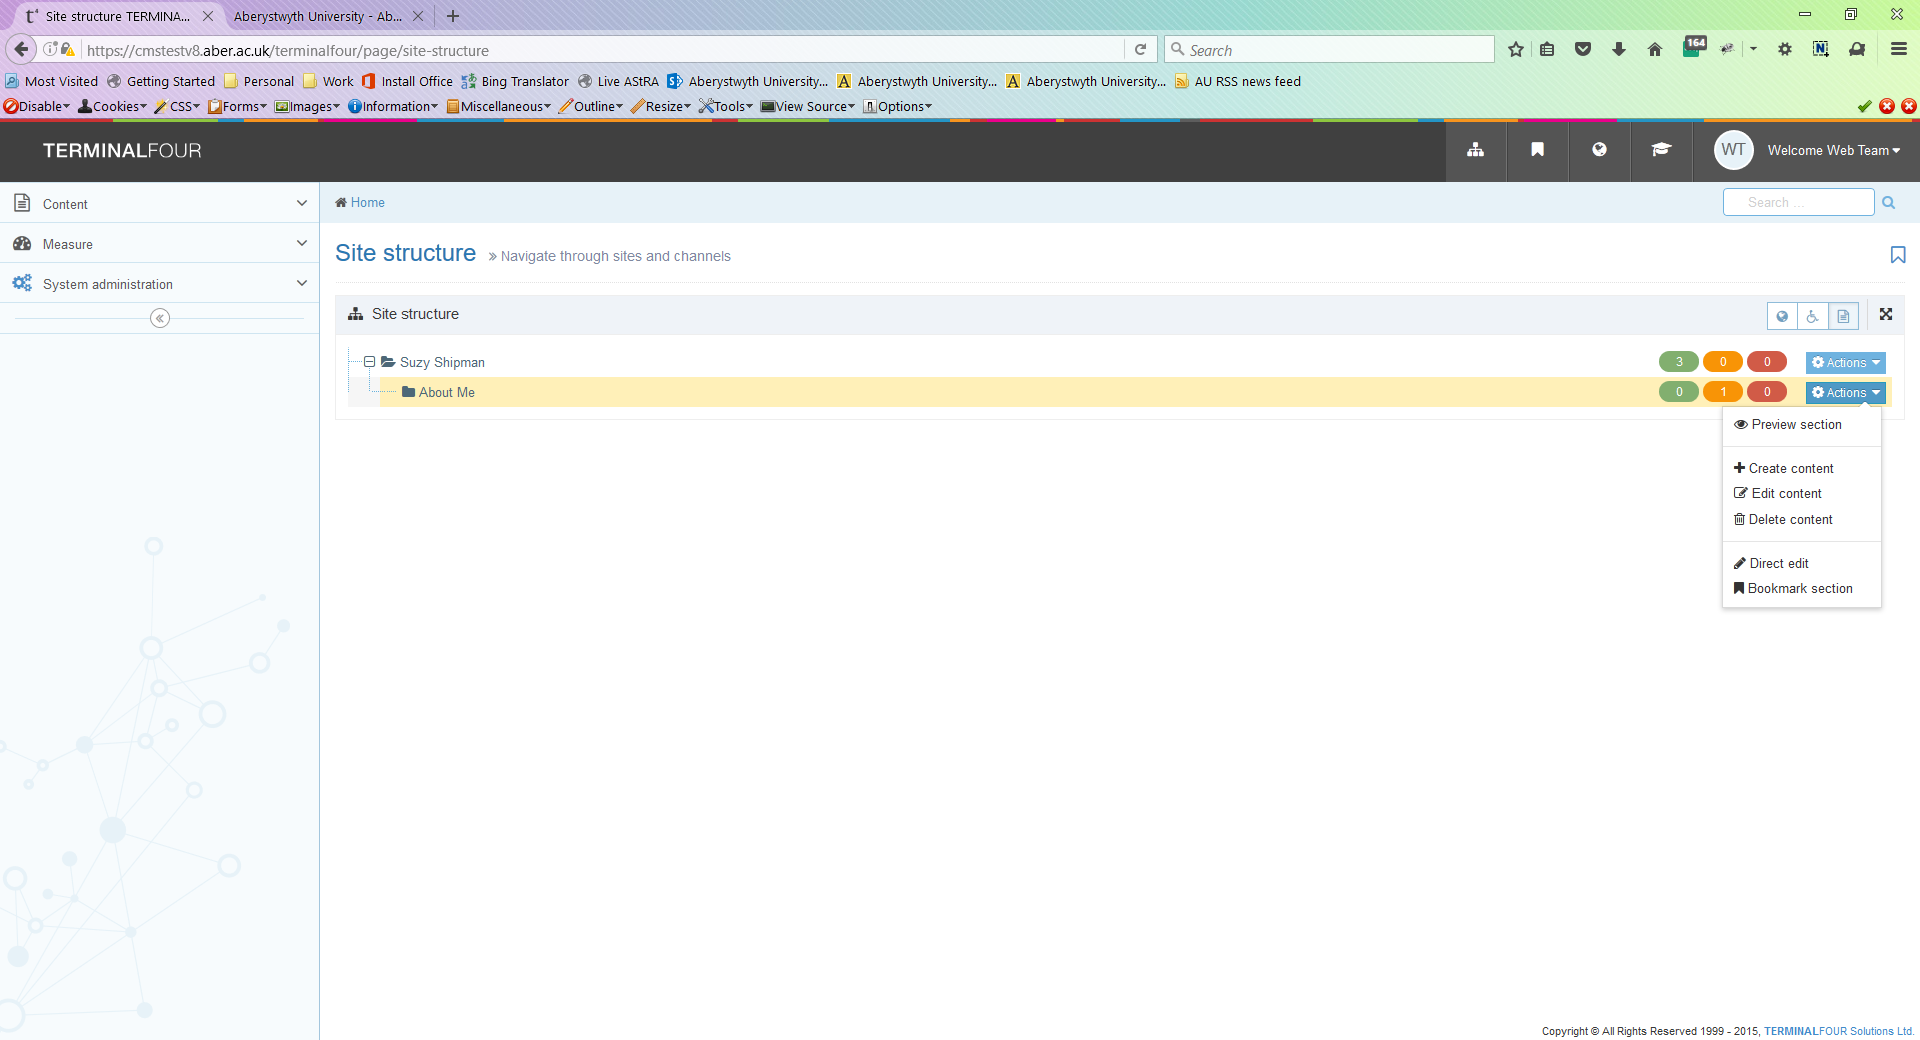 Site structure TERMINA...
Aberystwyth University - Ab...
https://cmstestv8.aber.ac.uk/terminalfour/page/site-structure
Search
164
Most Visited
Getting Started
Personal
Work
Install Office
Bing Translator
Live AStRA
Aberystwyth University...
Aberystwyth University...
Aberystwyth University...
AU RSS news feed
Disable
Cookies
CSS
Forms
Images
Information
Miscellaneous
Outline
Resize
Tools
View Source
Options
TERMINALFOUR
WT
Welcome Web Team
Content
Measure
System administration
Home
Search ...
Site structure
» Navigate through sites and channels
Site structure
Suzy Shipman
3
0
0
Actions
About Me
0
1
0
Actions
Preview section
Create content
Edit content
Delete content
Direct edit
Bookmark section
Copyright © All Rights Reserved 1999 - 2015, TERMINALFOUR Solutions Ltd.